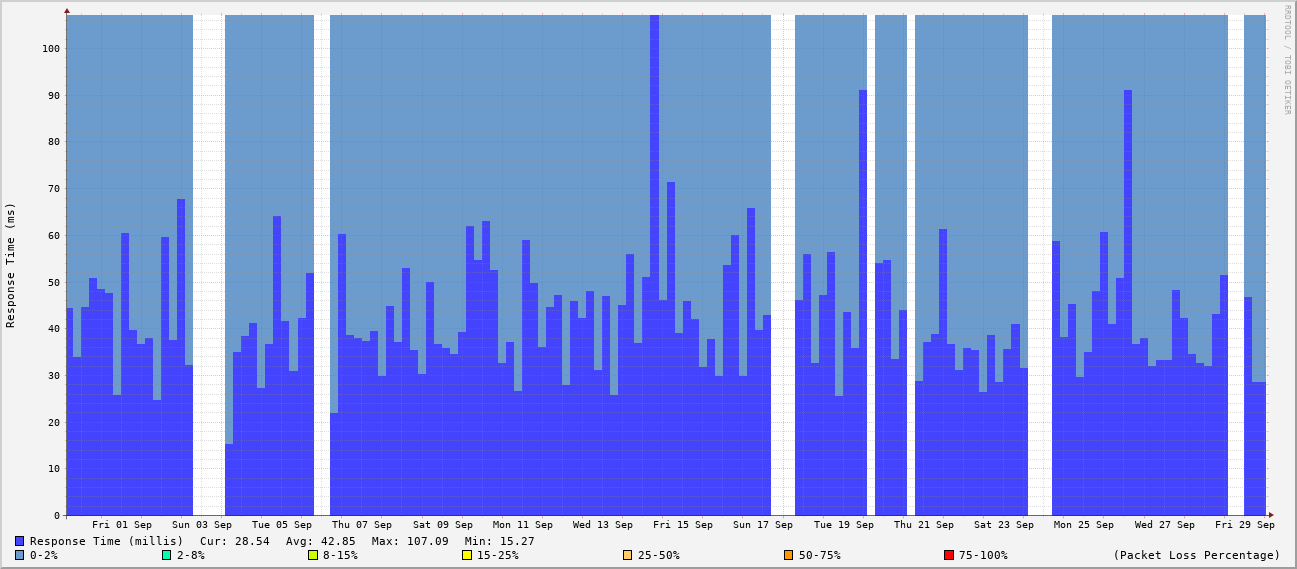 RRDTOOL / TOBI OETIKER
Response Time (ms)
100
90
80
70
60
50
40
30
20
10
0
Fri 01 Sep Sun 03 Sep Tue 05 Sep Thu 07 Sep Sat 09 Sep Mon 11 Sep Wed 13 Sep Fri 15 Sep Sun 17 Sep Tue 19 Sep Thu 21 Sep Sat 23 Sep Mon 25 Sep Wed 27 Sep Fri 29 Sep
Response Time (millis) Cur: 28.54 Avg: 42.85 Max: 107.09 Min: 15.27
0-2% 2-8% 8-15% 15-25% 25-50% 50-75% 75-100% (Packet Loss Percentage)